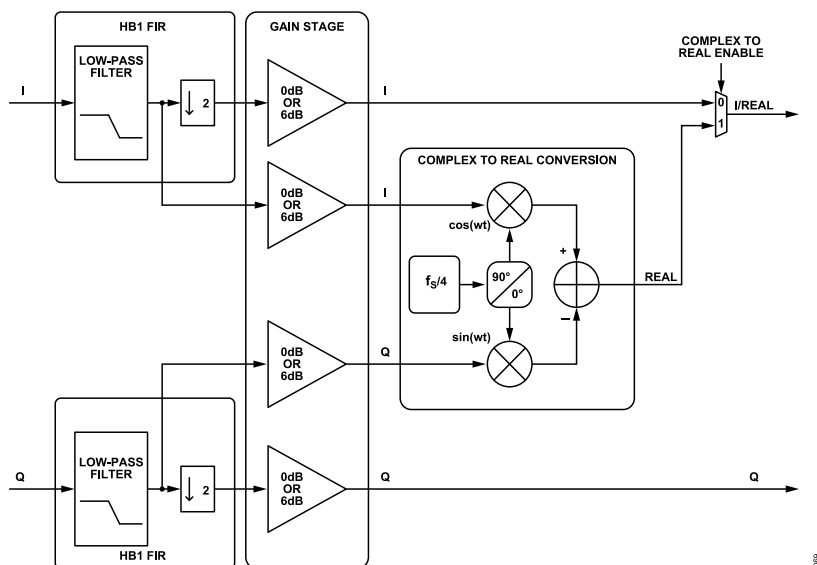 HB1 FIR
GAIN STAGE
LOW-PASS
FILTER
I
2
0dB
OR
6dB
I
COMPLEX TO
REAL ENABLE
0
1
I/REAL
0dB
OR
6dB
I
COMPLEX TO REAL CONVERSION
cos(wt)
fS/4
90°
0°
+
–
REAL
sin(wt)
0dB
OR
6dB
Q
LOW-PASS
FILTER
Q
2
0dB
OR
6dB
Q
Q
HB1 FIR